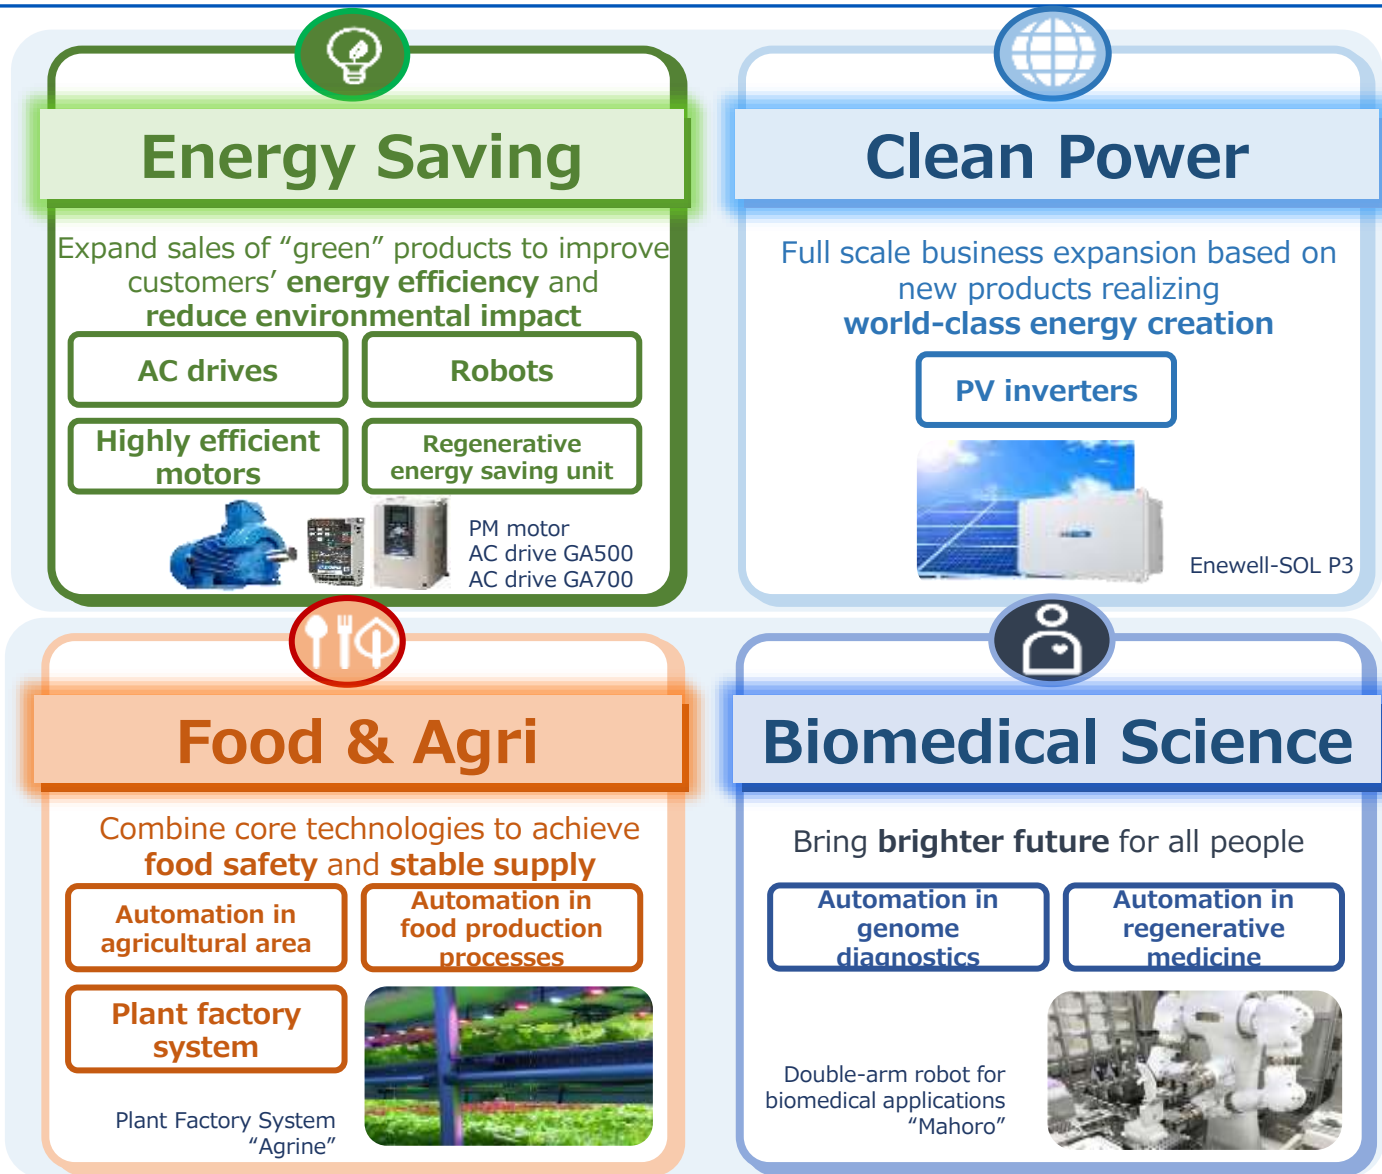 Energy Saving
Expand sales of “green” products to improve
customers’ energy efficiency and
reduce environmental impact
AC drives
Robots
Highly efficient
motors
Regenerative
energy saving unit
PM motor
AC drive GA500
AC drive GA700
Clean Power
Full scale business expansion based on
new products realizing
world-class energy creation
PV inverters
Enewell-SOL P3
Food & Agri
Combine core technologies to achieve
food safety and stable supply
Automation in
agricultural area
Automation in
food production
processes
Plant factory
system
Plant Factory System
“Agrine”
Biomedical Science
Bring brighter future for all people
Automation in
genome
diagnostics
Automation in
regenerative
medicine
Double-arm robot for
biomedical applications
“Mahoro”